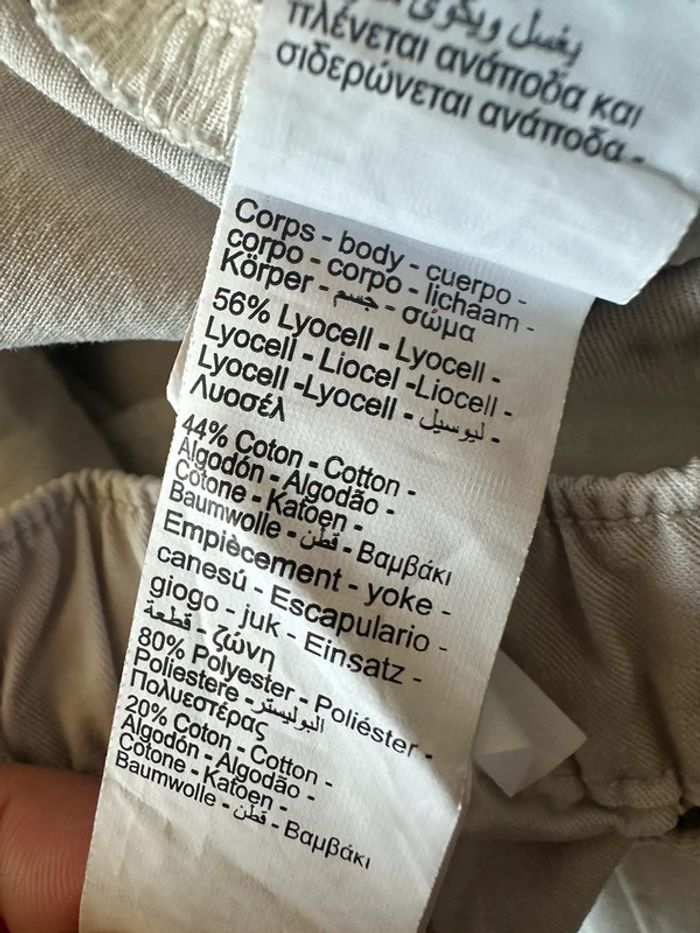 يغسل ويكوى
πλένεται ανάποδα και
σιδερώνεται ανάποδα -
Corps - body - cuerpo -
corpo - corpo - lichaam -
Körper - جسم - σώμα
56% Lyocell - Lyocell -
Lyocell - Liocel -Liocell -
Lyocell -Lyocell - ليوسيل -
Λυοσέλ
44% Coton - Cotton -
Algodón - Algodão -
Cotone - Katoen -
Baumwolle - قطن - Βαμβάκι
Empiècement - yoke -
canesú - Escapulario -
giogo - juk - Einsatz -
قطعة - ζώνη
80% Polyester - Poliéster -
Poliestere - البوليستر
Πολυεστέρας
20% Coton - Cotton -
Algodón - Algodão -
Cotone - Katoen -
Baumwolle - قطن - Βαμβάκι